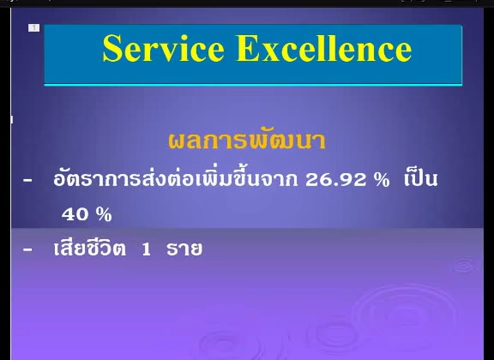 1
Service Excellence
ผลการพัฒนา
- อัตราการส่งต่อเพิ่มขึ้นจาก 26.92 % เป็น
40 %
- เสียชีวิต 1 ราย